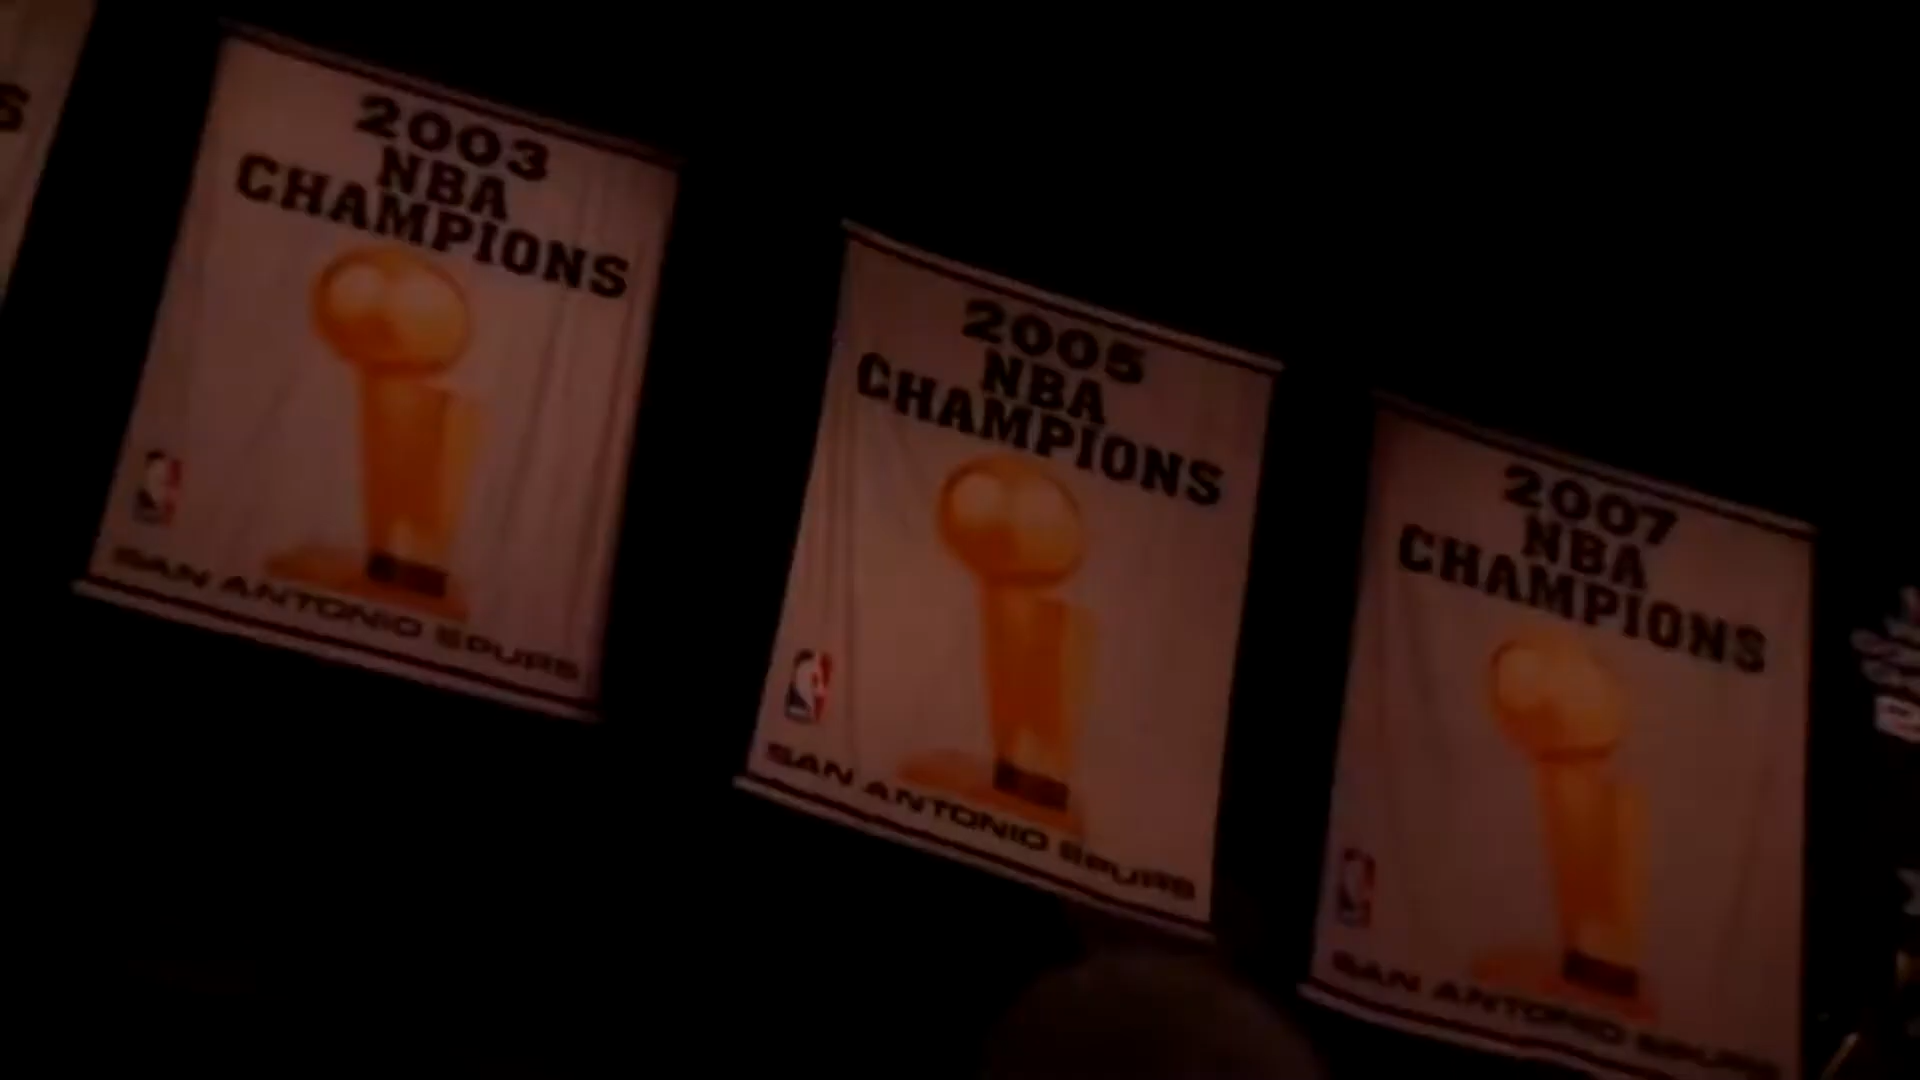 2003
NBA
CHAMPIONS
SAN ANTONIO SPURS
2005
NBA
CHAMPIONS
SAN ANTONIO SPURS
2007
NBA
CHAMPIONS
SAN ANTONIO SPURS